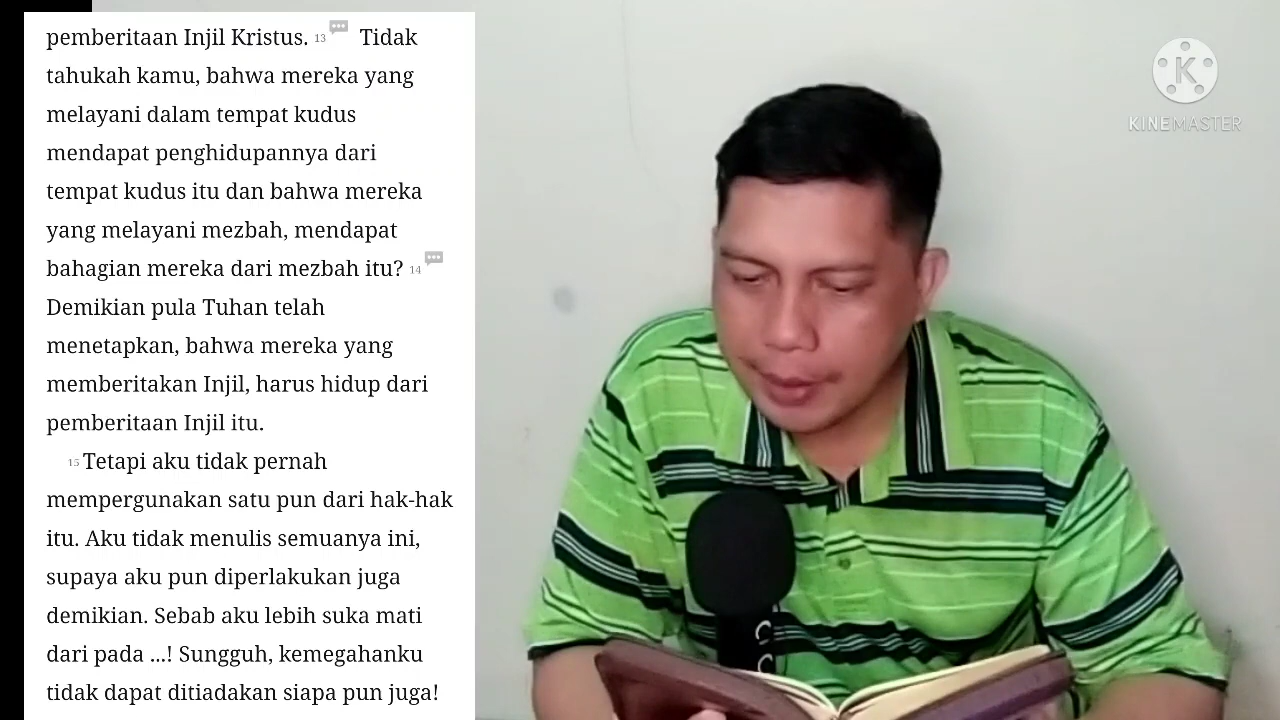 pemberitaan Injil Kristus. 13 Tidak
tahukah kamu, bahwa mereka yang
melayani dalam tempat kudus
mendapat penghidupannya dari
tempat kudus itu dan bahwa mereka
yang melayani mezbah, mendapat
bahagian mereka dari mezbah itu? 14
Demikian pula Tuhan telah
menetapkan, bahwa mereka yang
memberitakan Injil, harus hidup dari
pemberitaan Injil itu.
15 Tetapi aku tidak pernah
mempergunakan satu pun dari hak-hak
itu. Aku tidak menulis semuanya ini,
supaya aku pun diperlakukan juga
demikian. Sebab aku lebih suka mati
dari pada ...! Sungguh, kemegahanku
tidak dapat ditiadakan siapa pun juga!
K
KINEMASTER